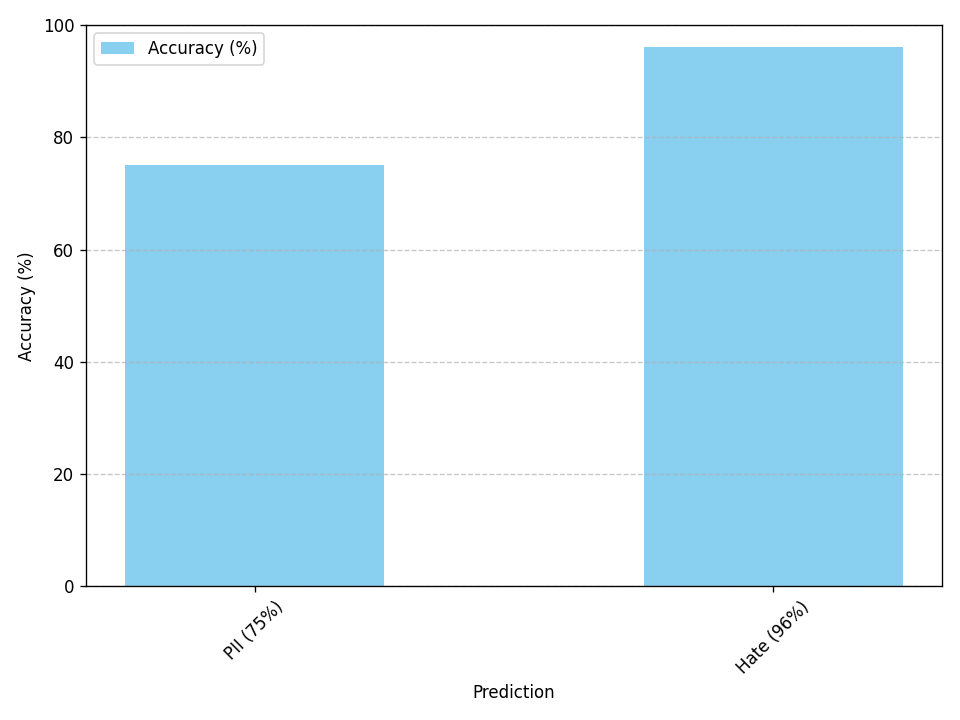 Accuracy (%)
100
80
60
40
20
0
Accuracy (%)
PII (75%)
Hate (96%)
Prediction